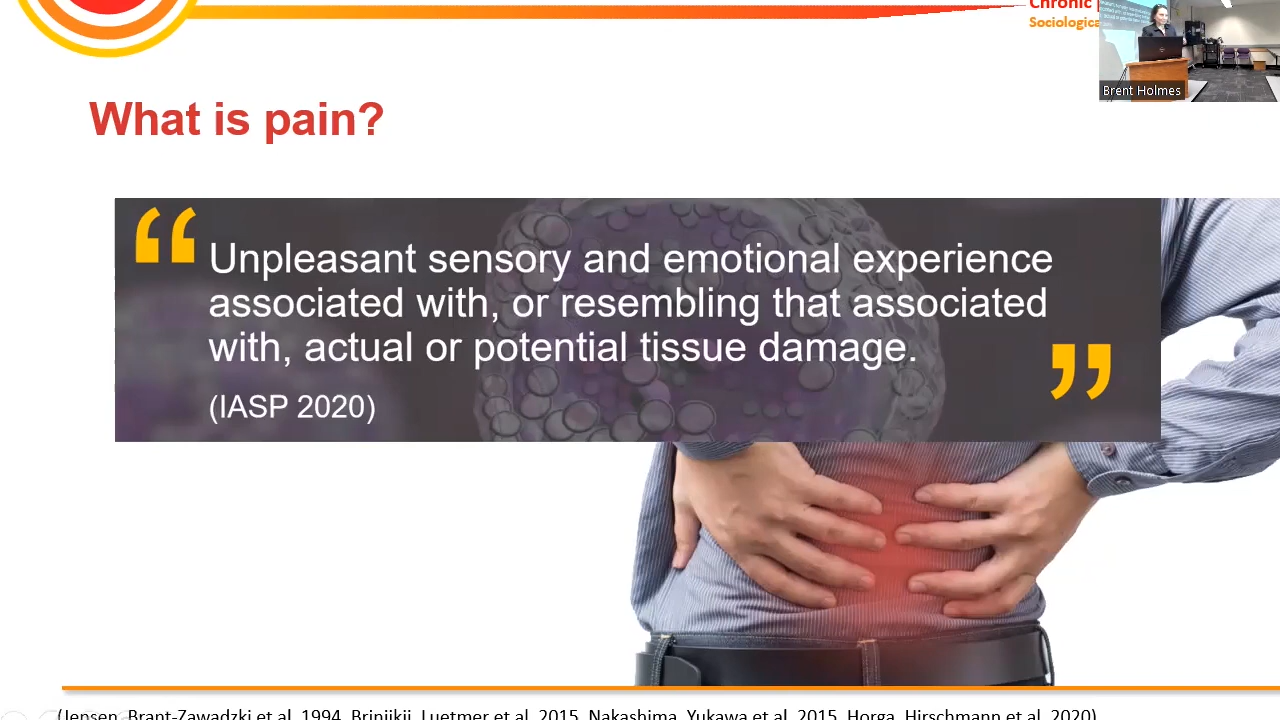 Chronic
Sociologica
Brent Holmes
What is pain?
“Unpleasant sensory and emotional experience
associated with, or resembling that associated
with, actual or potential tissue damage.”
(IASP 2020)
(Jensen, Brant-Zawadzki et al. 1994, Brinjikji, Luetmer et al. 2015, Nakashima, Yukawa et al. 2015, Horga, Hirschmann et al. 2020)